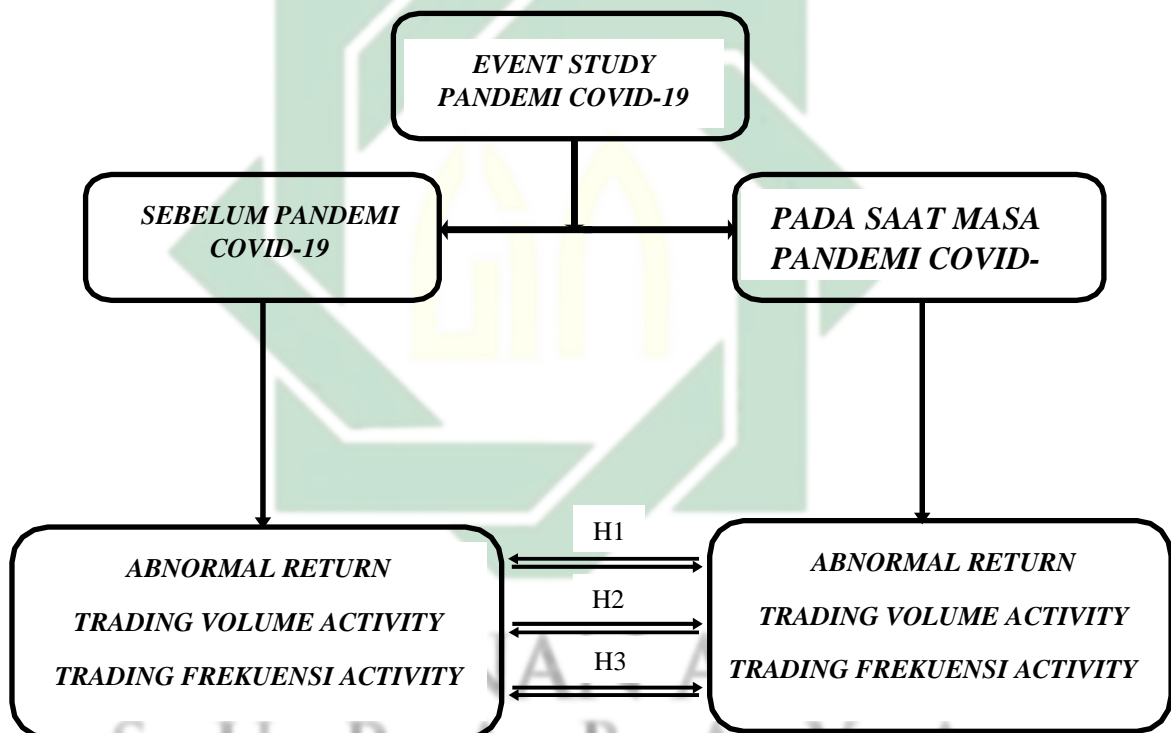 EVENT STUDY
PANDEMI COVID-19
SEBELUM PANDEMI
COVID-19
PADA SAAT MASA
PANDEMI COVID-
H1
H2
H3
ABNORMAL RETURN
TRADING VOLUME ACTIVITY
TRADING FREKUENSI ACTIVITY
ABNORMAL RETURN
TRADING VOLUME ACTIVITY
TRADING FREKUENSI ACTIVITY